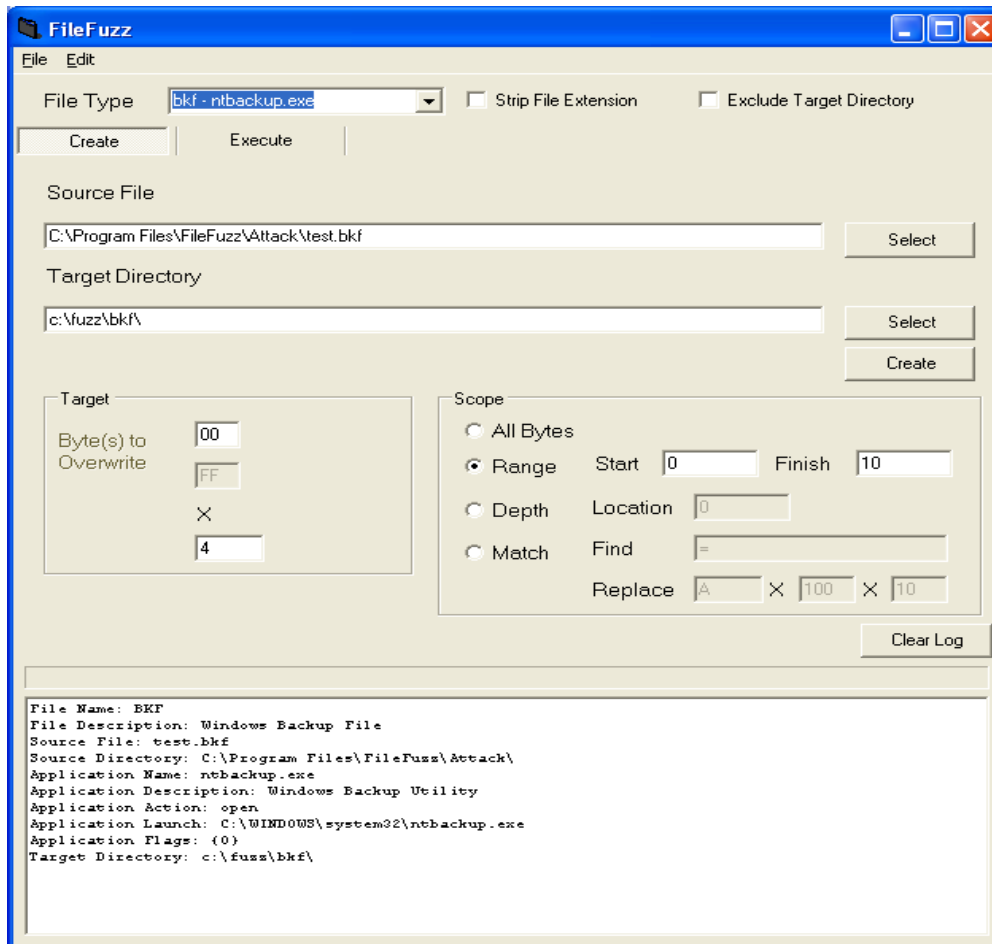 FileFuzz
File Edit
File Type bkf - ntbackup.exe Strip File Extension Exclude Target Directory
Create Execute
Source File
C:\Program Files\FileFuzz\Attack\test.bkf Select
Target Directory
c:\fuzz\bkf\ Select
Create
Target Scope
Byte(s) to Overwrite 00
FF
X
4
All Bytes
Range Start 0 Finish 10
Depth Location 0
Match Find =
Replace A X 100 X 10
Clear Log
File Name: BKF
File Description: Windows Backup File
Source File: test.bkf
Source Directory: C:\Program Files\FileFuzz\Attack\
Application Name: ntbackup.exe
Application Description: Windows Backup Utility
Application Action: open
Application Launch: C:\WINDOWS\system32\ntbackup.exe
Application Flags: {0}
Target Directory: c:\fuzz\bkf\